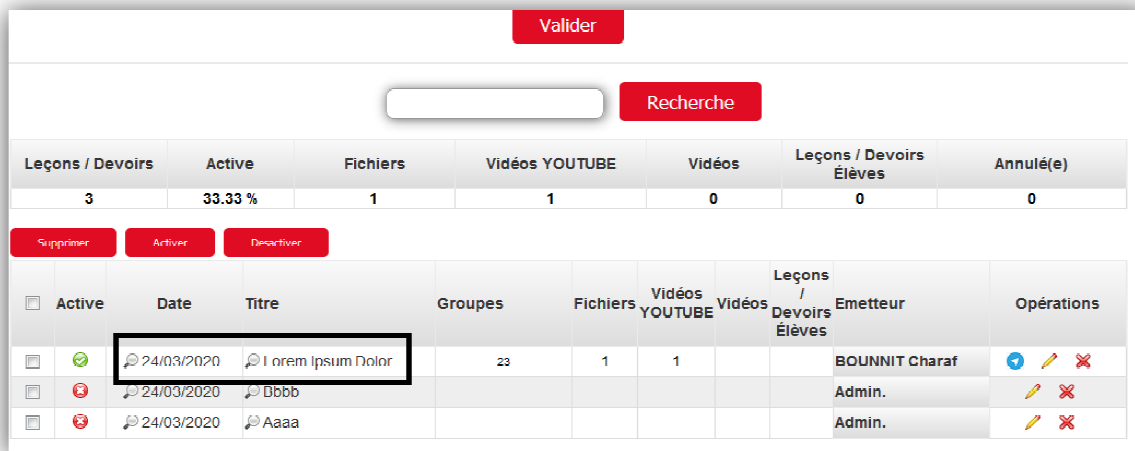 Valider
Recherche
Leçons / Devoirs Active Fichiers Vidéos YOUTUBE Vidéos Leçons / Devoirs Élèves Annulé(e)
3 33.33 % 1 1 0 0 0
Supprimer Activer Desactiver
Active Date Titre Groupes Fichiers Vidéos YOUTUBE Vidéos Leçons / Devoirs Élèves Emetteur Opérations
24/03/2020 Lorem Ipsum Dolor 23 1 1 BOUNNIT Charaf
24/03/2020 Bbbb Admin.
24/03/2020 Aaaa Admin.